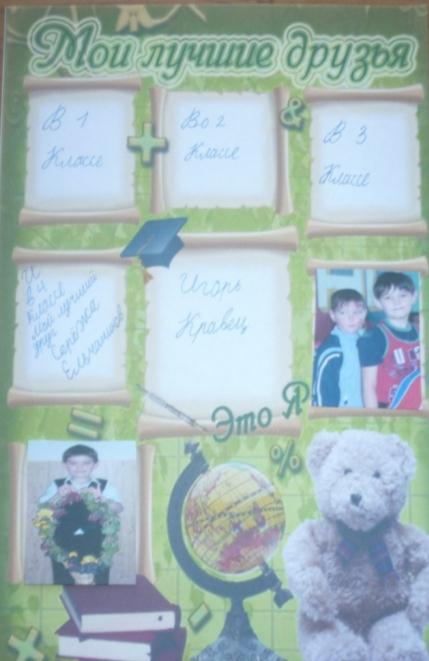 Мои лучшие друзья
В 1
Классе
Во 2
Классе
В 3
Классе
И
в 4
Классе
мой лучший
друг
Серёжа
Ельчанинов
Игорь
Кравец
Это Я